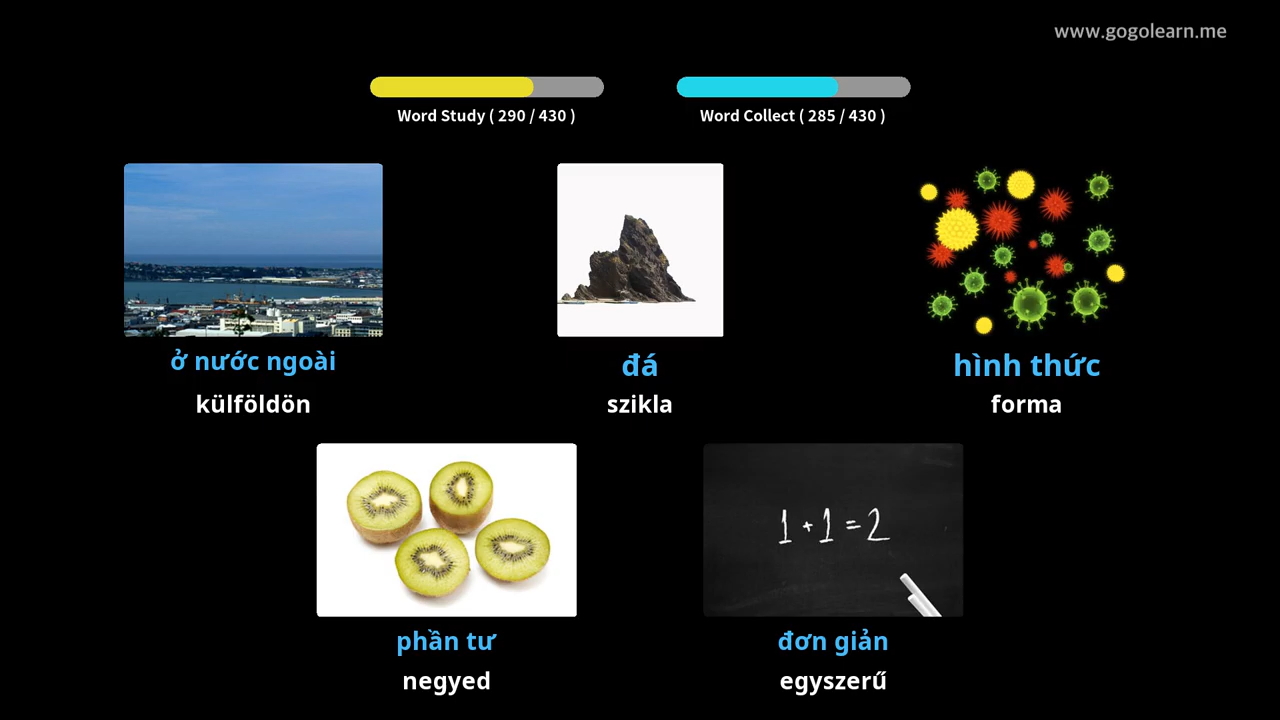 www.gogolearn.me
Word Study ( 290 / 430 )
Word Collect ( 285 / 430 )
ở nước ngoài
külföldön
đá
szikla
hình thức
forma
1 + 1 = 2
phần tư
negyed
đơn giản
egyszerű